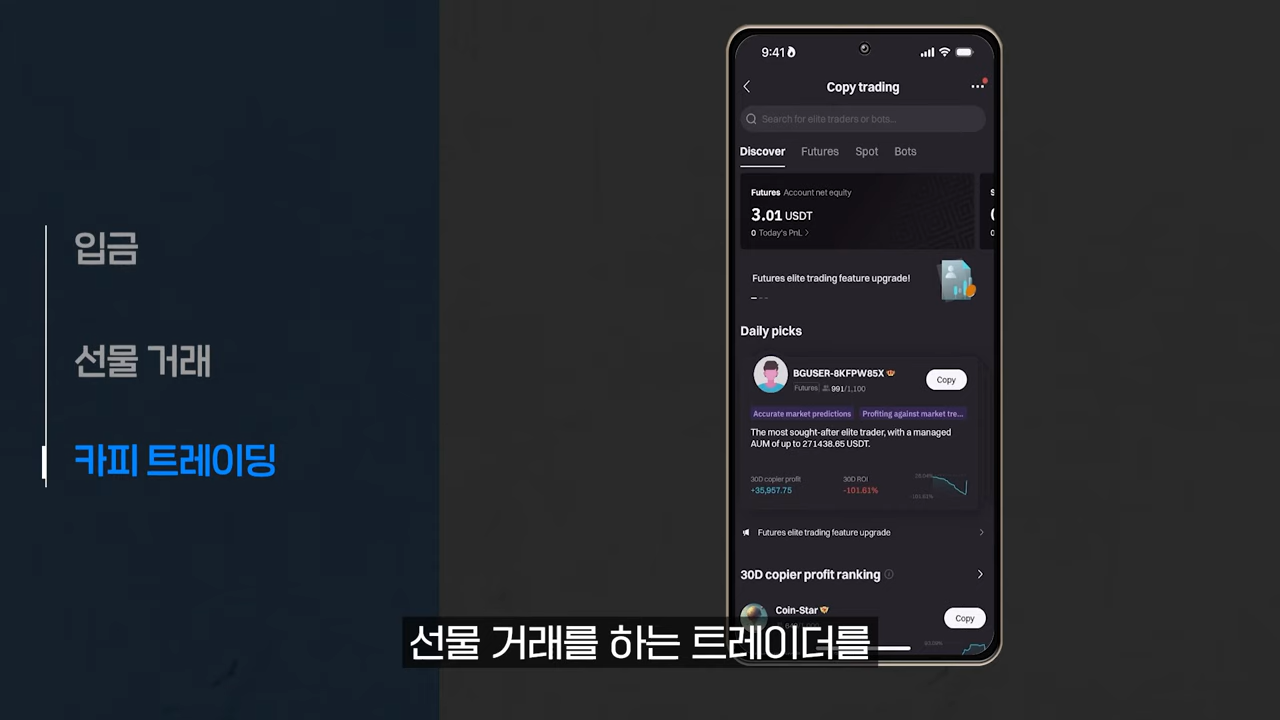 입금
선물 거래
카피 트레이딩
9:41
Copy trading
Search for elite traders or bots...
Discover Futures Spot Bots
Futures Account net equity
3.01 USDT
0 Today's PnL
Futures elite trading feature upgrade!
Daily picks
BGUSER-8KFPW85X
Futures 991/1,100
Copy
Accurate market predictions Profiting against market tre...
The most sought-after elite trader, with a managed
AUM of up to 271438.65 USDT.
30D copier profit 30D ROI
+35,957.75 -101.61%
Futures elite trading feature upgrade
30D copier profit ranking
Coin-Star
Copy
선물 거래를 하는 트레이더를